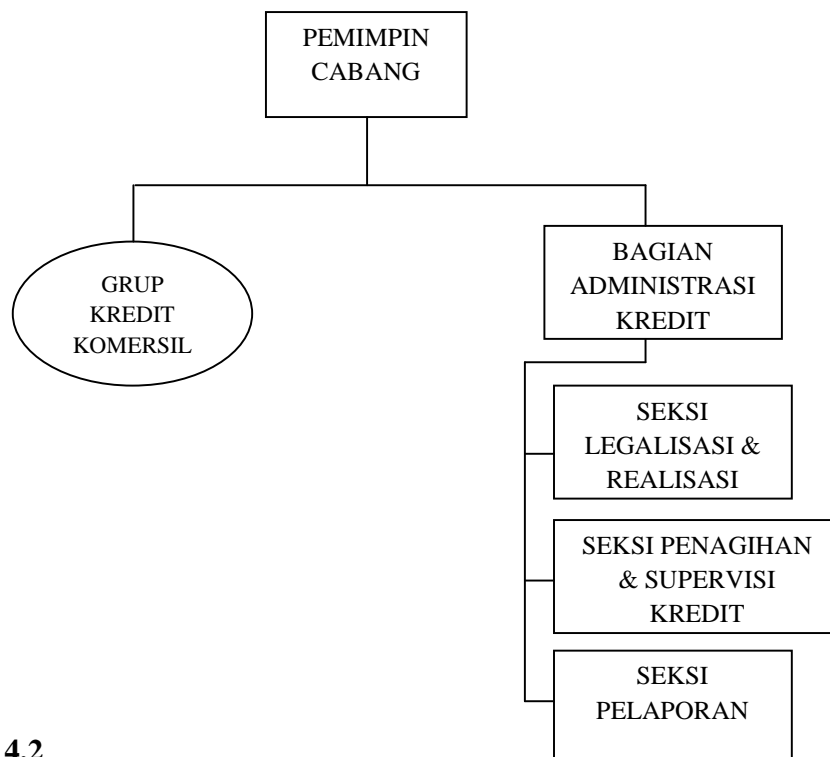 PEMIMPIN
CABANG
GRUP
KREDIT
KOMERSIL
BAGIAN
ADMINISTRASI
KREDIT
SEKSI
LEGALISASI &
REALISASI
SEKSI PENAGIHAN
& SUPERVISI
KREDIT
SEKSI
PELAPORAN
4.2